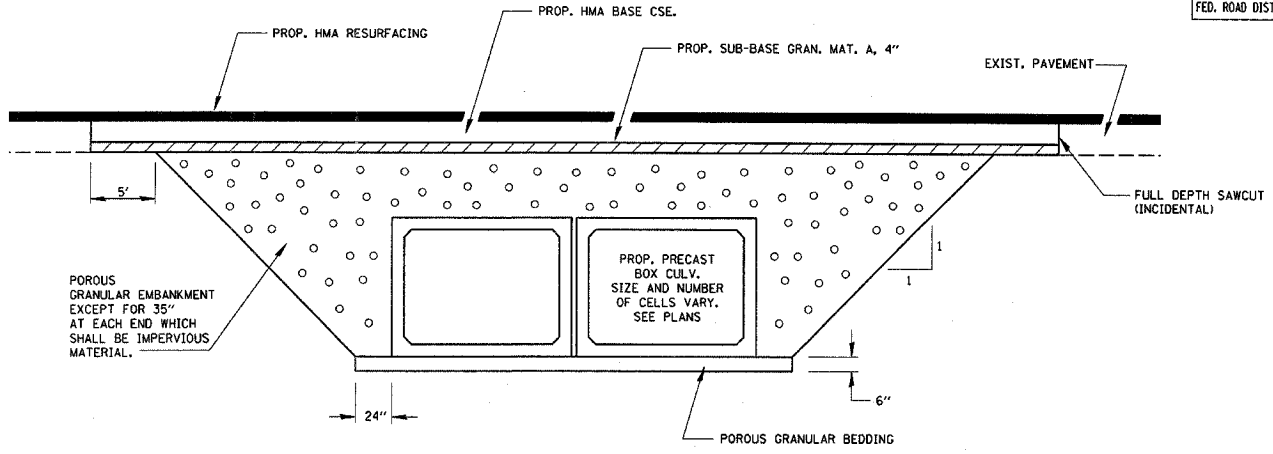 FED. ROAD DIST
PROP. HMA BASE CSE.
PROP. HMA RESURFACING
PROP. SUB-BASE GRAN. MAT. A, 4"
EXIST. PAVEMENT
5'
FULL DEPTH SAWCUT
(INCIDENTAL)
1
1
POROUS
GRANULAR EMBANKMENT
EXCEPT FOR 35"
AT EACH END WHICH
SHALL BE IMPERVIOUS
MATERIAL.
PROP. PRECAST
BOX CULV.
SIZE AND NUMBER
OF CELLS VARY.
SEE PLANS
24"
6"
POROUS GRANULAR BEDDING